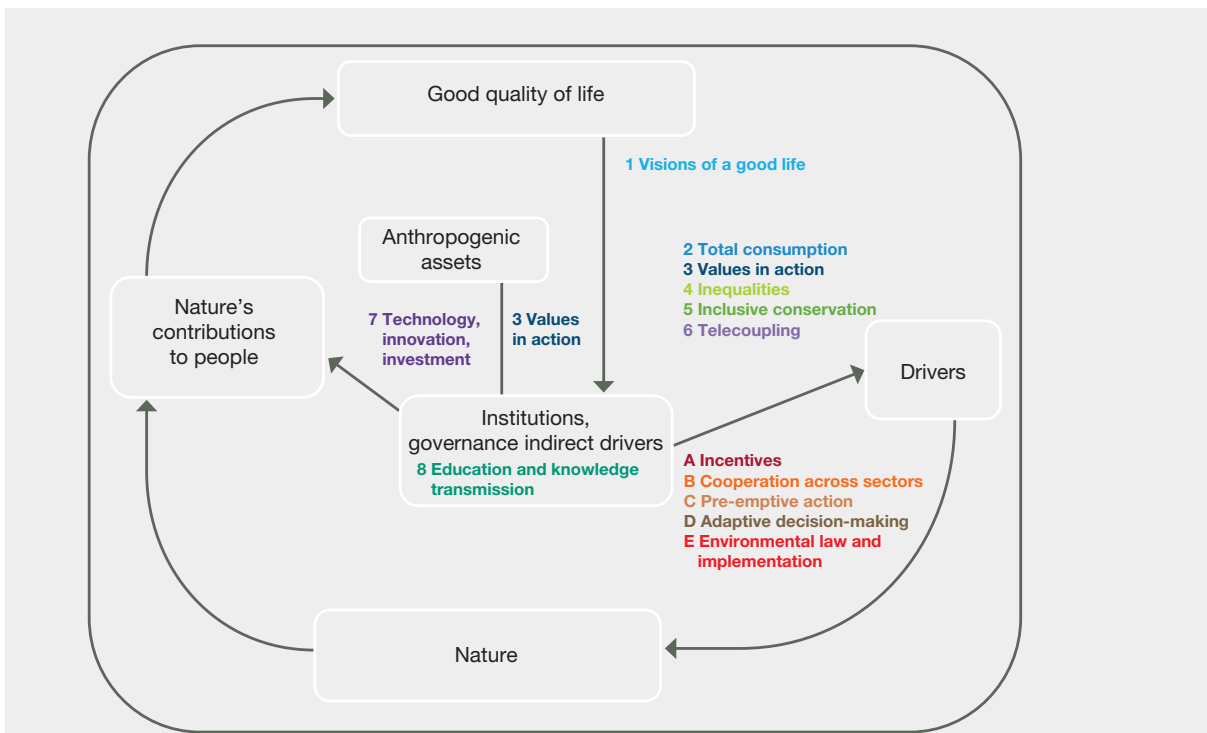 Good quality of life
1 Visions of a good life
Anthropogenic
assets
2 Total consumption
3 Values in action
4 Inequalities
5 Inclusive conservation
6 Telecoupling
Nature’s
contributions
to people
7 Technology,
innovation,
investment
3 Values
in action
Drivers
Institutions,
governance indirect drivers
8 Education and knowledge
transmission
A Incentives
B Cooperation across sectors
C Pre-emptive action
D Adaptive decision-making
E Environmental law and
implementation
Nature